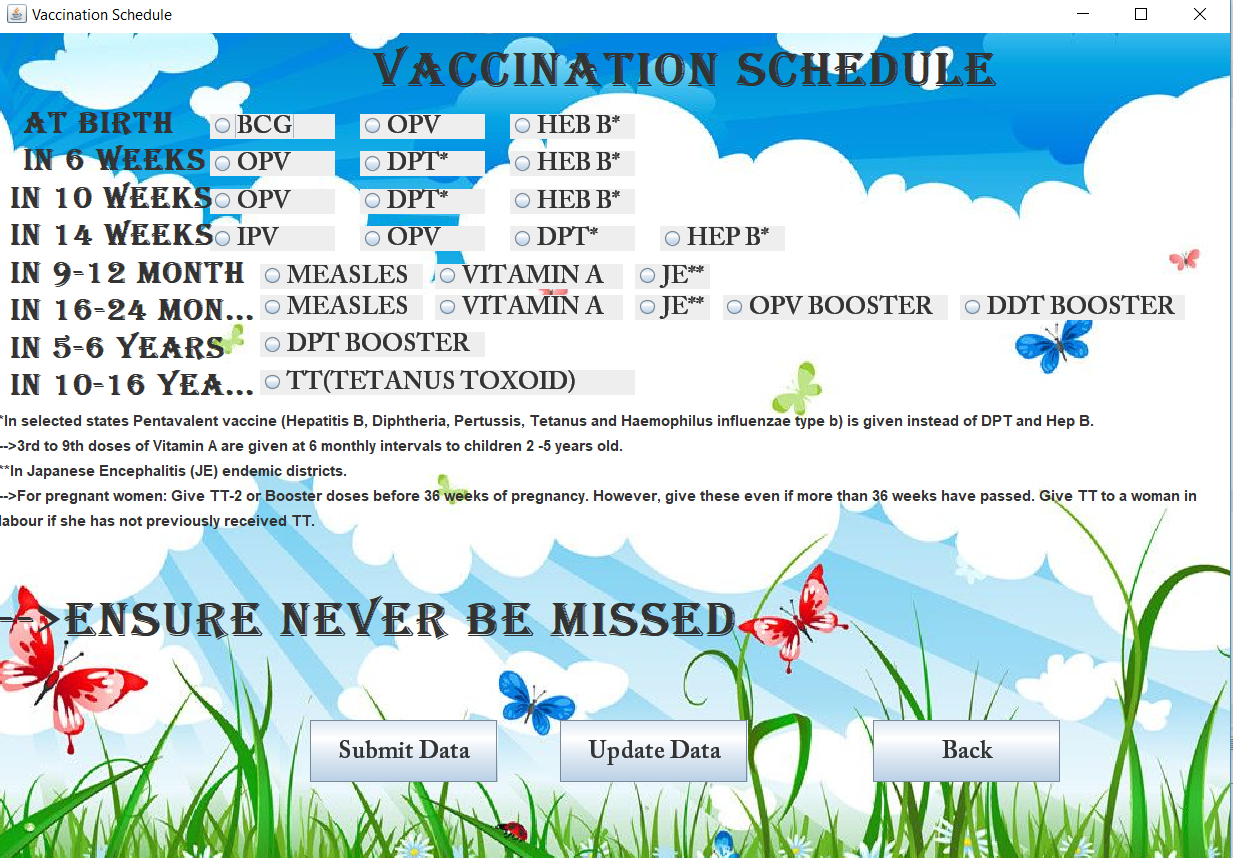 Vaccination Schedule
VACCINATION SCHEDULE
AT BIRTH BCG OPV HEB B*
IN 6 WEEKS OPV DPT* HEB B*
IN 10 WEEKS OPV DPT* HEB B*
IN 14 WEEKS IPV OPV DPT* HEP B*
IN 9-12 MONTH MEASLES VITAMIN A JE**
IN 16-24 MON... MEASLES VITAMIN A JE** OPV BOOSTER DDT BOOSTER
IN 5-6 YEARS DPT BOOSTER
IN 10-16 YEA... TT(TETANUS TOXOID)
*In selected states Pentavalent vaccine (Hepatitis B, Diphtheria, Pertussis, Tetanus and Haemophilus influenzae type b) is given instead of DPT and Hep B.
-->3rd to 9th doses of Vitamin A are given at 6 monthly intervals to children 2 -5 years old.
**In Japanese Encephalitis (JE) endemic districts.
-->For pregnant women: Give TT-2 or Booster doses before 36 weeks of pregnancy. However, give these even if more than 36 weeks have passed. Give TT to a woman in
labour if she has not previously received TT.
-->ENSURE NEVER BE MISSED
Submit Data Update Data Back